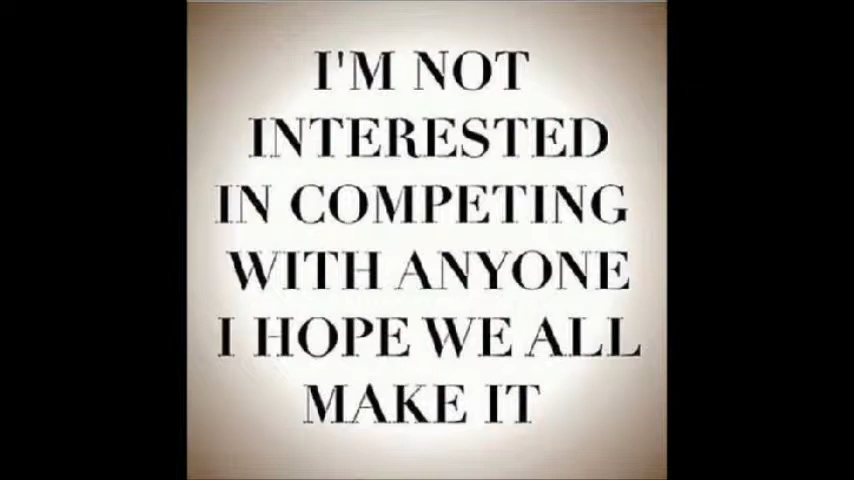 I'M NOT
INTERESTED
IN COMPETING
WITH ANYONE
I HOPE WE ALL
MAKE IT